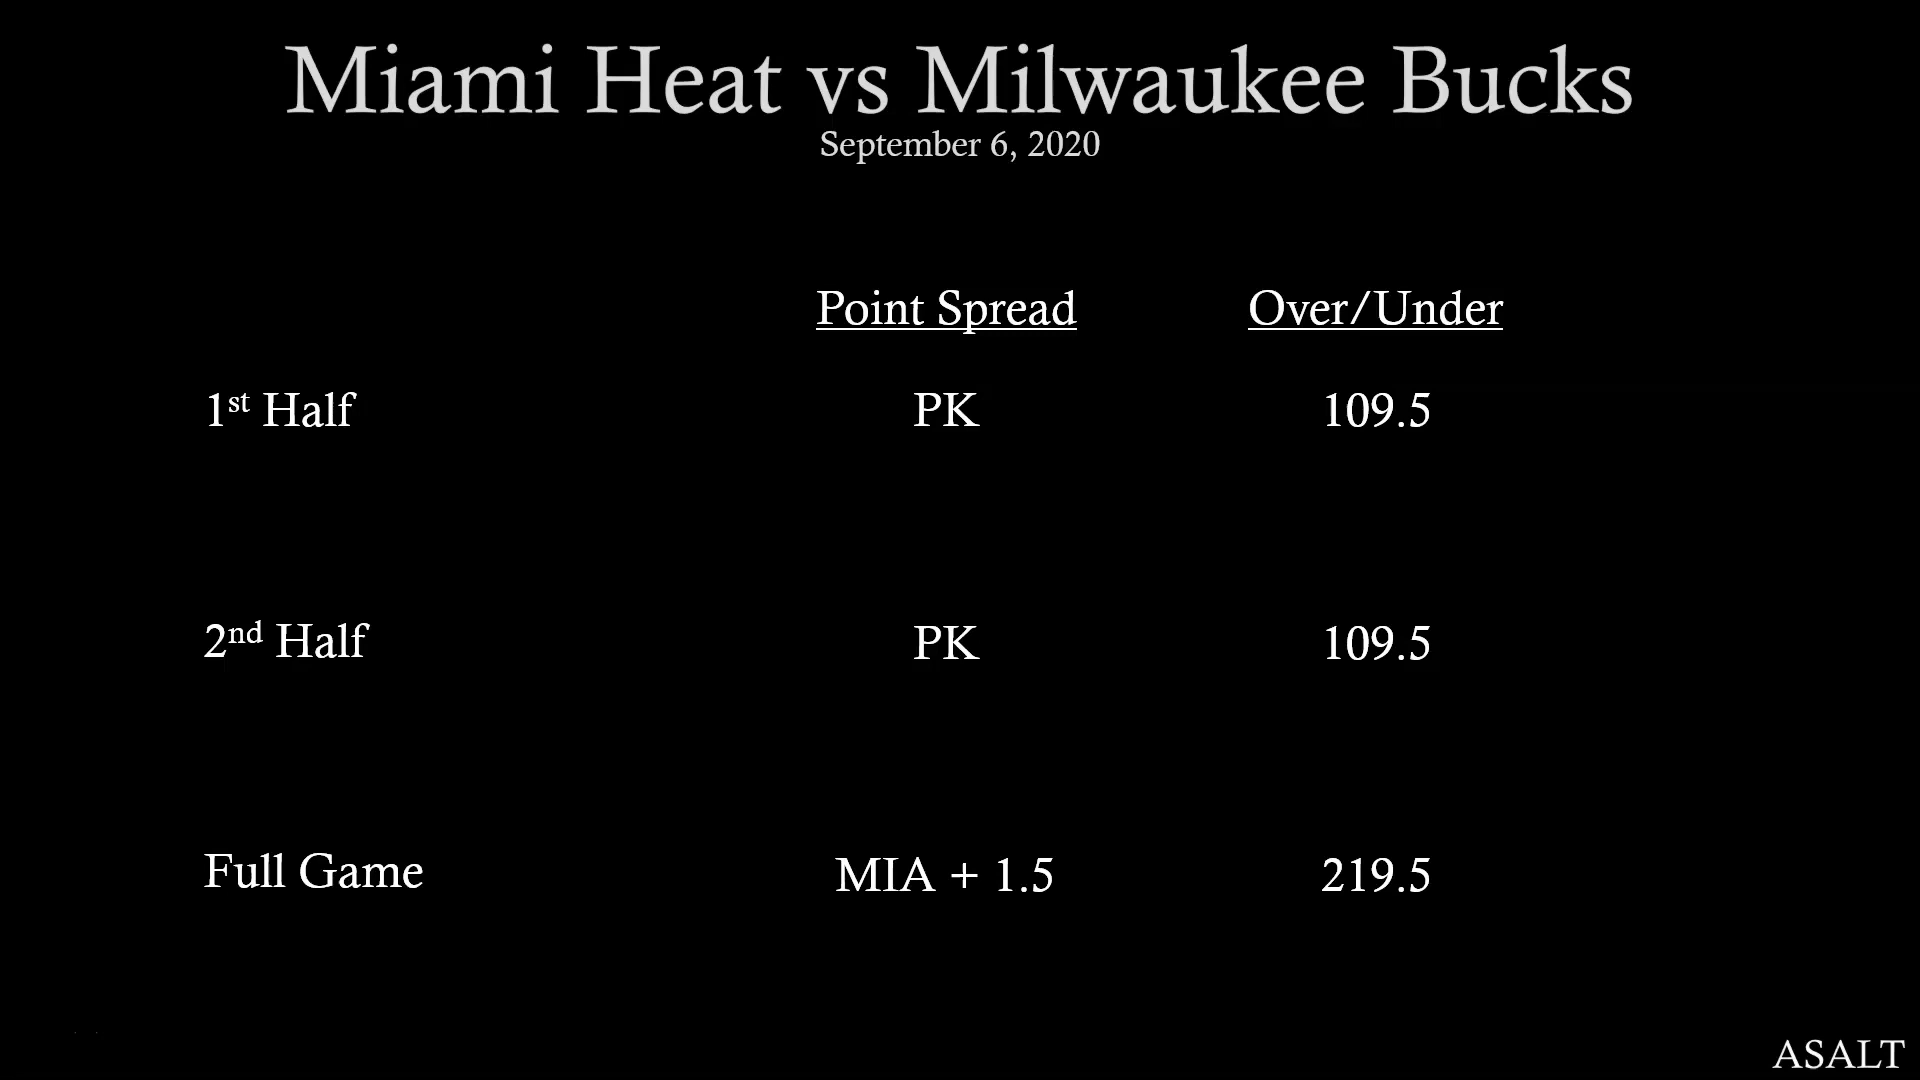 Miami Heat vs Milwaukee Bucks
September 6, 2020
Point Spread Over/Under
1st Half PK 109.5
2nd Half PK 109.5
Full Game MIA + 1.5 219.5
ASALT